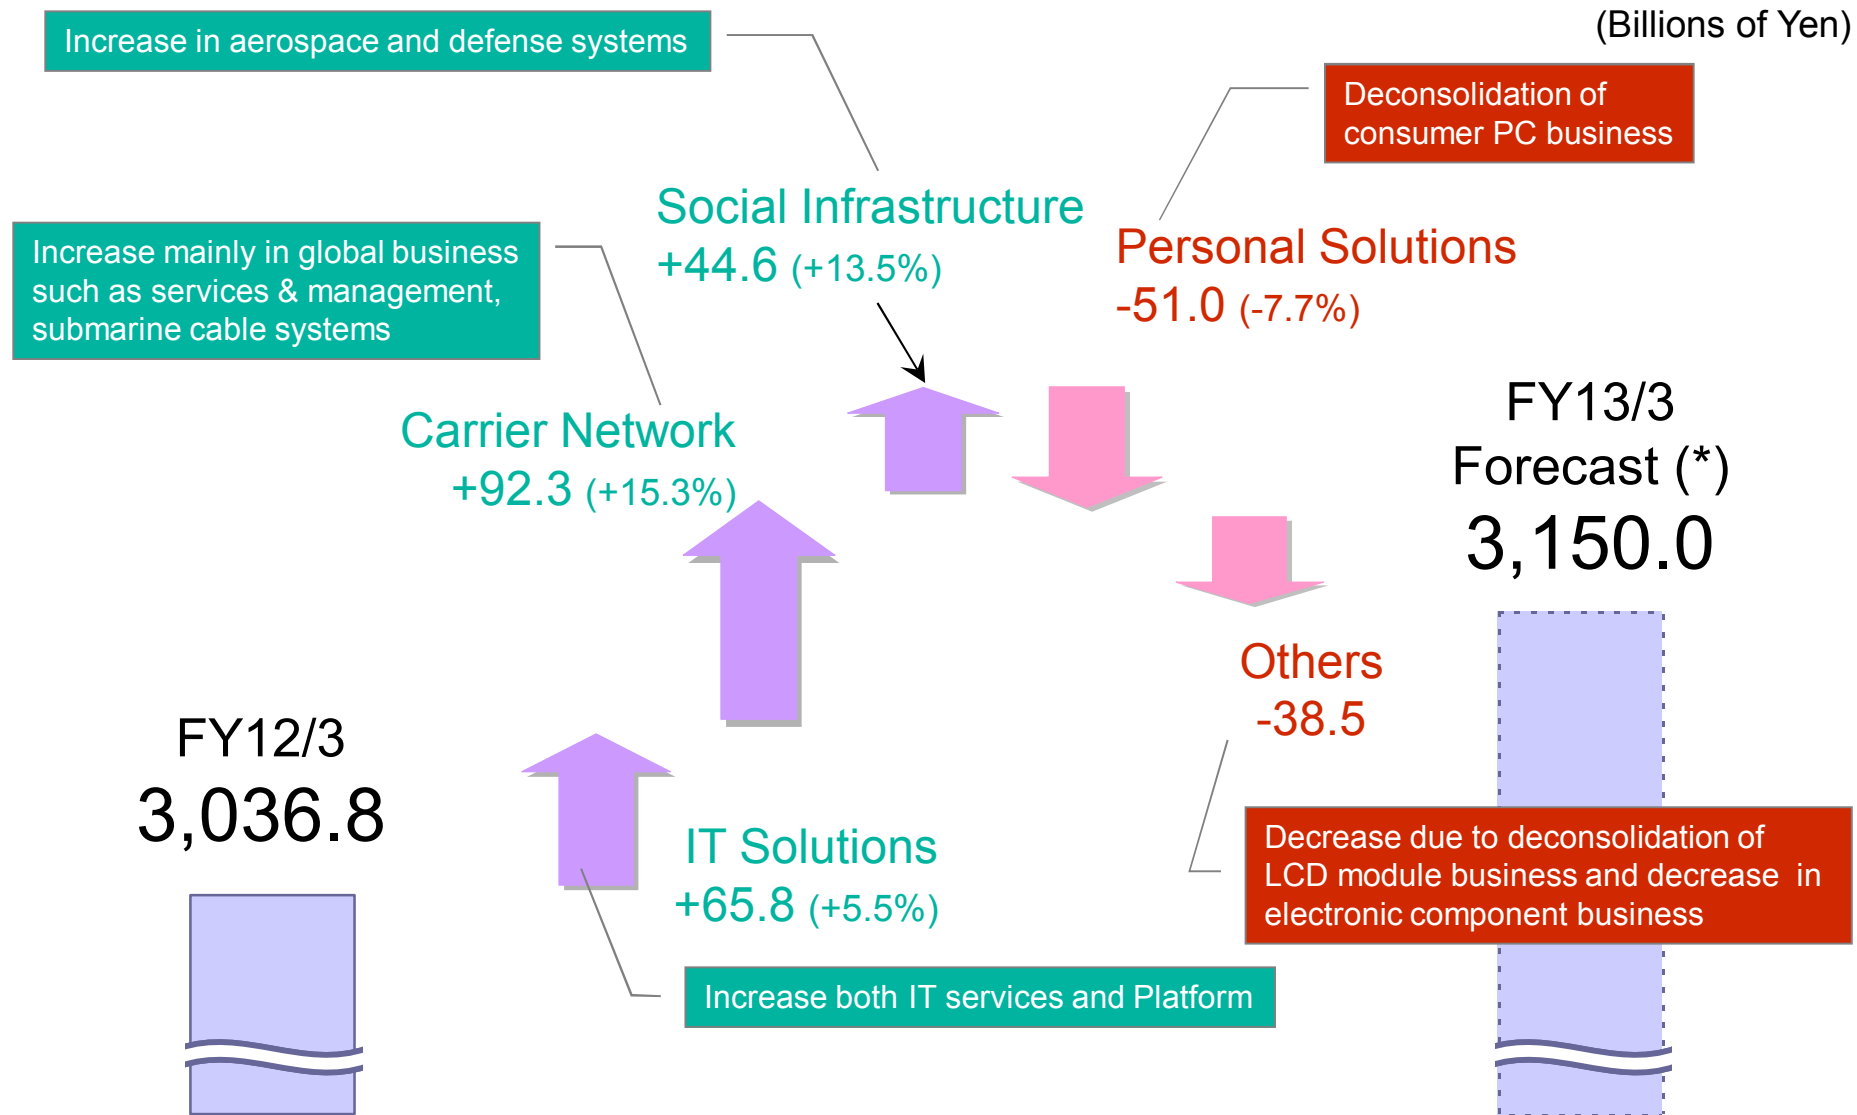 (Billions of Yen)
Increase in aerospace and defense systems
Deconsolidation of
consumer PC business
Social Infrastructure
+44.6 (+13.5%)
Personal Solutions
-51.0 (-7.7%)
Increase mainly in global business
such as services & management,
submarine cable systems
Carrier Network
+92.3 (+15.3%)
FY13/3
Forecast (*)
3,150.0
Others
-38.5
FY12/3
3,036.8
IT Solutions
+65.8 (+5.5%)
Decrease due to deconsolidation of
LCD module business and decrease in
electronic component business
Increase both IT services and Platform